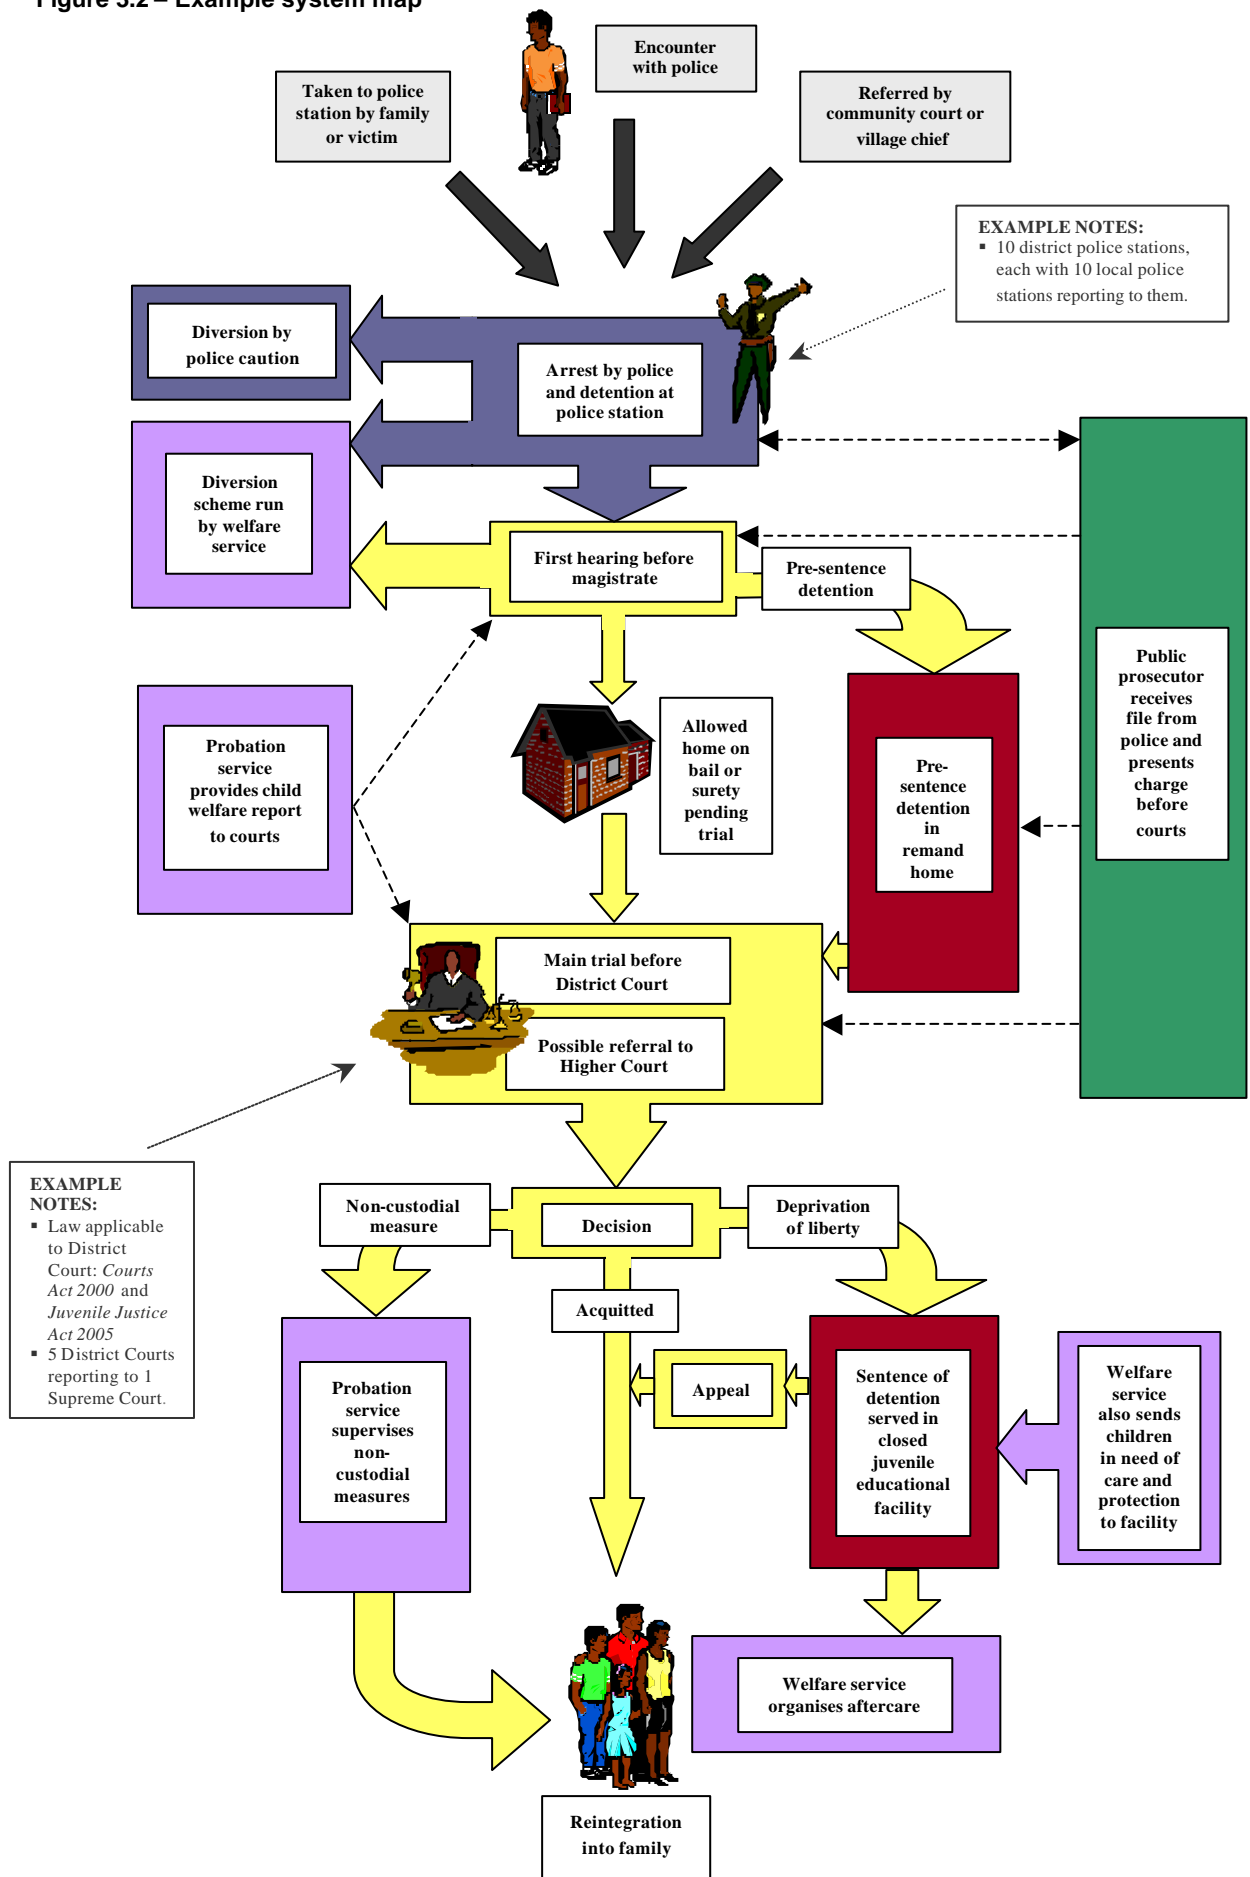 Figure 3.2 – Example system map
Encounter
with police
Taken to police
station by family
or victim
Referred by
community court or
village chief
EXAMPLE NOTES:
▪ 10 district police stations,
each with 10 local police
stations reporting to them.
Diversion by
police caution
Arrest by police
and detention at
police station
Diversion
scheme run
by welfare
service
First hearing before
magistrate
Pre-sentence
detention
Public
prosecutor
receives
file from
police and
presents
charge
before
courts
Probation
service
provides child
welfare report
to courts
Allowed
home on
bail or
surety
pending
trial
Pre-
sentence
detention
in
remand
home
Main trial before
District Court
Possible referral to
Higher Court
EXAMPLE
NOTES:
▪ Law applicable
to District
Court: Courts
Act 2000 and
Juvenile Justice
Act 2005
▪ 5 District Courts
reporting to 1
Supreme Court.
Non-custodial
measure
Decision
Deprivation
of liberty
Acquitted
Probation
service
supervises
non-
custodial
measures
Appeal
Sentence of
detention
served in
closed
juvenile
educational
facility
Welfare
service
also sends
children
in need of
care and
protection
to facility
Welfare service
organises aftercare
Reintegration
into family